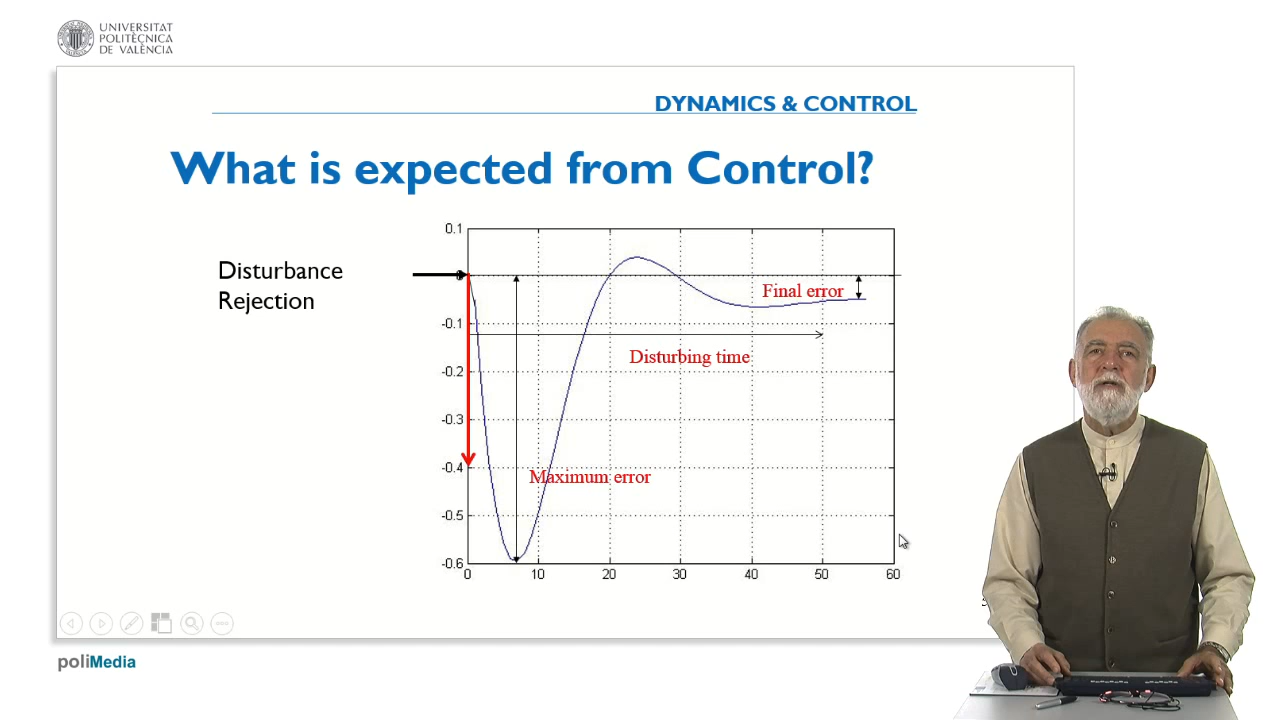 UNIVERSITAT
POLITÈCNICA
DE VALÈNCIA
DYNAMICS & CONTROL
What is expected from Control?
Disturbance
Rejection
0.1
0
-0.1
-0.2
-0.3
-0.4
-0.5
-0.6
Final error
Disturbing time
Maximum error
0 10 20 30 40 50 60
poliMedia